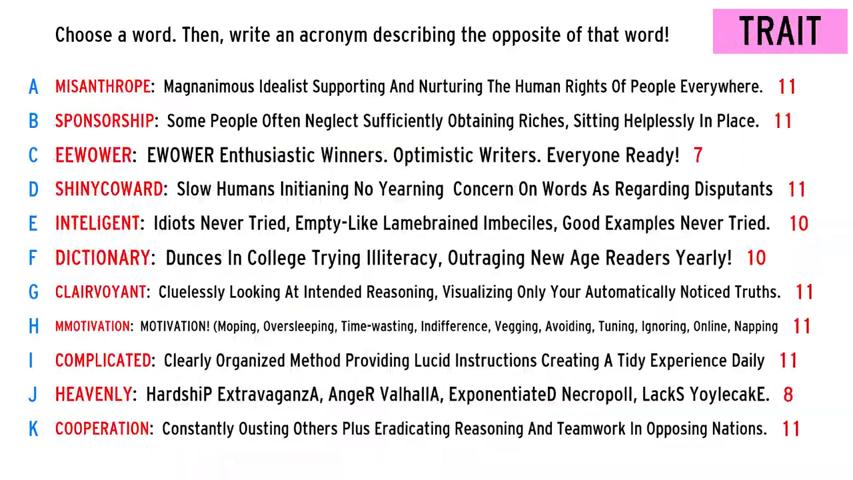 Choose a word. Then, write an acronym describing the opposite of that word!
TRAIT
A MISANTHROPE: Magnanimous Idealist Supporting And Nurturing The Human Rights Of People Everywhere. 11
B SPONSORSHIP: Some People Often Neglect Sufficiently Obtaining Riches, Sitting Helplessly In Place. 11
C EEWOWER: EWOWER Enthusiastic Winners. Optimistic Writers. Everyone Ready! 7
D SHINYCOWARD: Slow Humans Initianing No Yearning Concern On Words As Regarding Disputants 11
E INTELIGENT: Idiots Never Tried, Empty-Like Lamebrained Imbeciles, Good Examples Never Tried. 10
F DICTIONARY: Dunces In College Trying Illiteracy, Outraging New Age Readers Yearly! 10
G CLAIRVOYANT: Cluelessly Looking At Intended Reasoning, Visualizing Only Your Automatically Noticed Truths. 11
H MMOTIVATION: MOTIVATION! (Moping, Oversleeping, Time-wasting, Indifference, Vegging, Avoiding, Tuning, Ignoring, Online, Napping 11
I COMPLICATED: Clearly Organized Method Providing Lucid Instructions Creating A Tidy Experience Daily 11
J HEAVENLY: HardshiP ExtravaganzA, AngeR ValhallA, ExponentiateD NecropolI, LackS YoylecakE. 8
K COOPERATION: Constantly Ousting Others Plus Eradicating Reasoning And Teamwork In Opposing Nations. 11